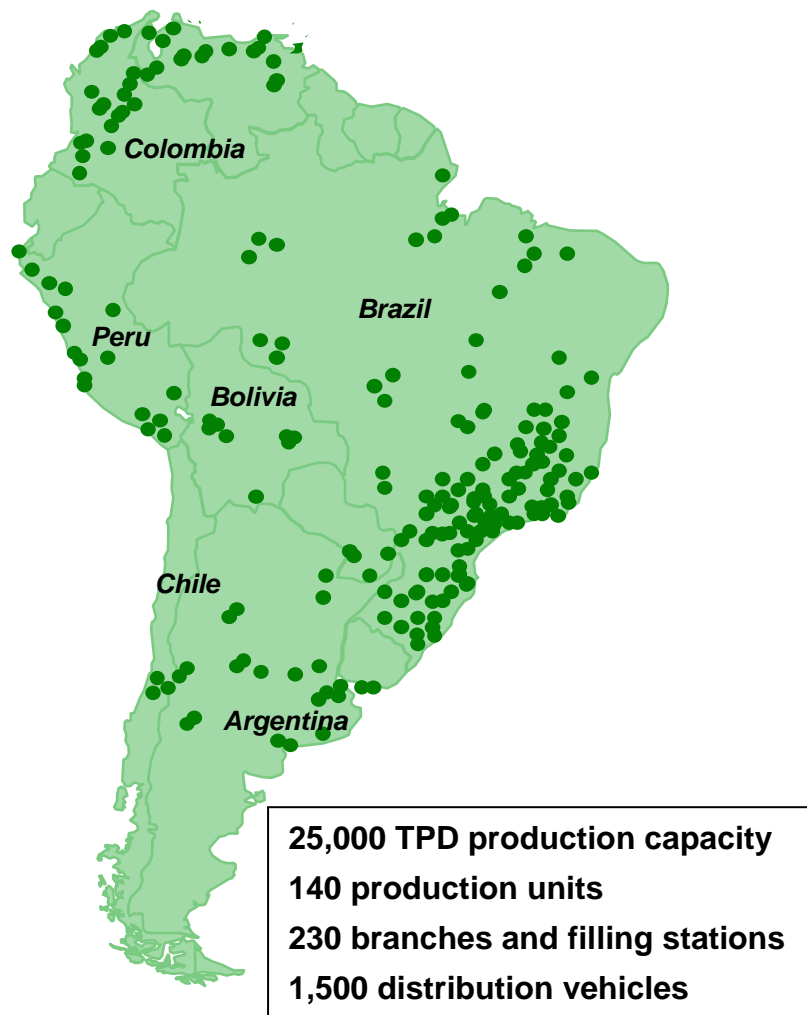 Colombia
Brazil
Peru
Bolivia
Chile
Argentina
25,000 TPD production capacity
140 production units
230 branches and filling stations
1,500 distribution vehicles